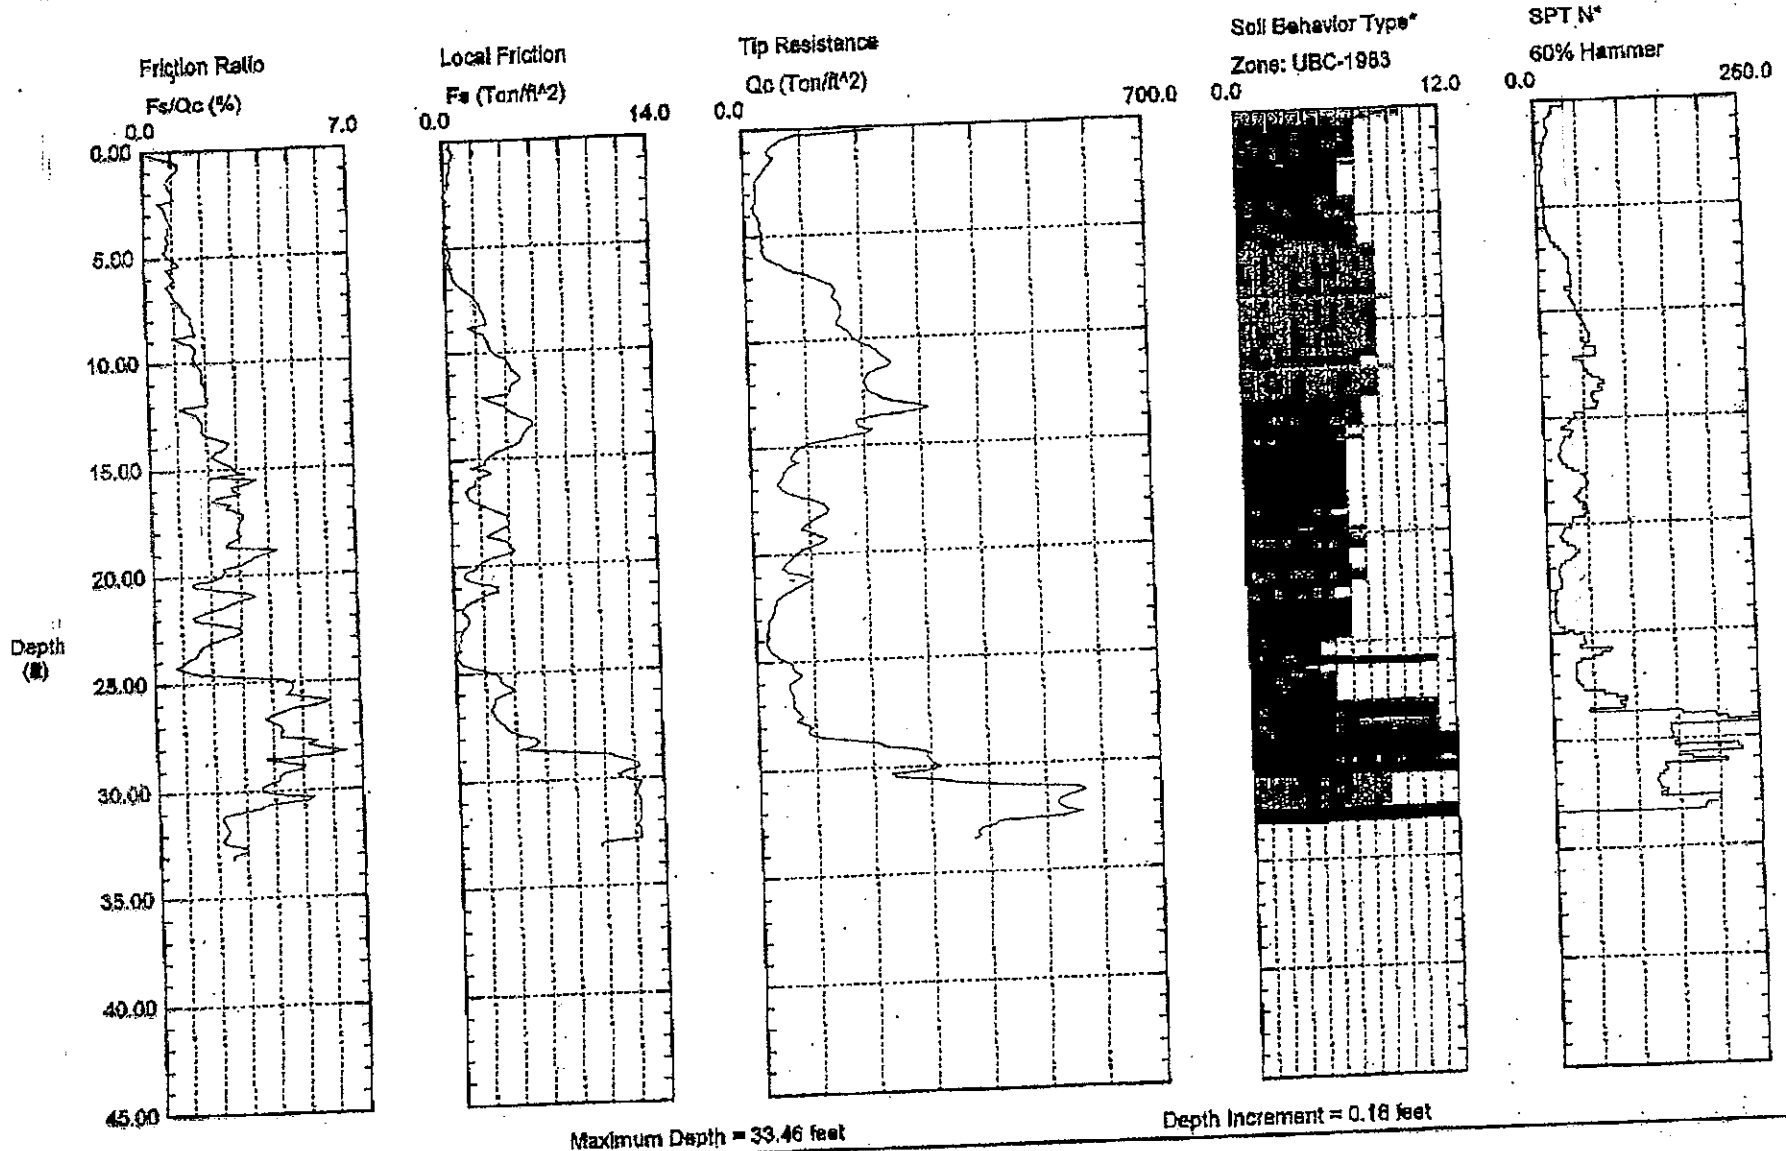 Friction Ratio
Fs/Qc (%)
0.0 7.0
Local Friction
Fs (Ton/ft^2)
0.0 14.0
Tip Resistance
Qc (Ton/ft^2)
0.0 700.0
Soil Behavior Type*
Zone: UBC-1983
0.0 12.0
SPT N*
60% Hammer
0.0 250.0
0.00
5.00
10.00
15.00
20.00
Depth
(ft)
25.00
30.00
35.00
40.00
45.00
Maximum Depth = 33.46 feet
Depth Increment = 0.18 feet